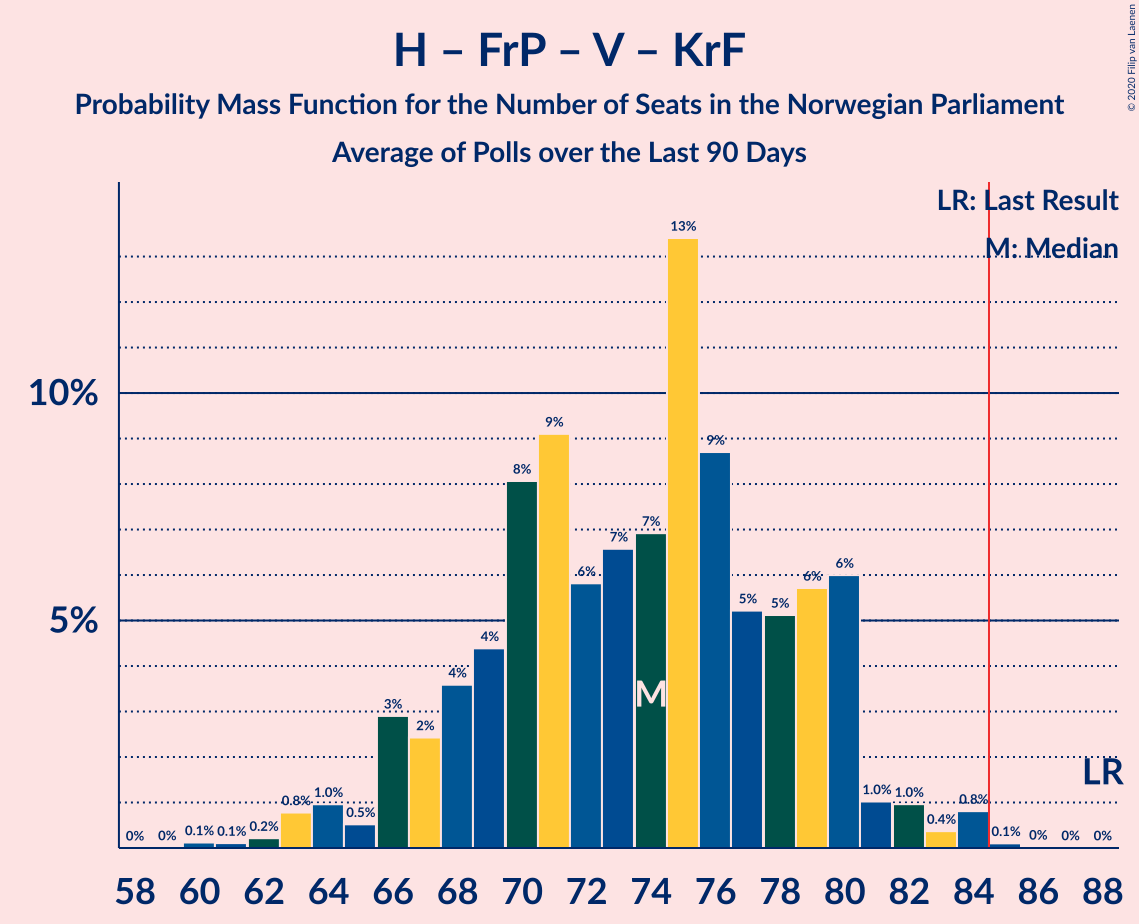 H – FrP – V – KrF
Probability Mass Function for the Number of Seats in the Norwegian Parliament
Average of Polls over the Last 90 Days
© 2020 Filip van Laenen
LR: Last Result
M: Median
10%
5%
0% 0% 0.1% 0.1% 0.2% 0.8% 1.0% 0.5% 3% 2% 4% 4% 8% 9% 6% 7% 7% 13% 9% 5% 5% 6% 6% 1.0% 1.0% 0.4% 0.8% 0.1% 0% 0% 0%
M
LR
58 60 62 64 66 68 70 72 74 76 78 80 82 84 86 88